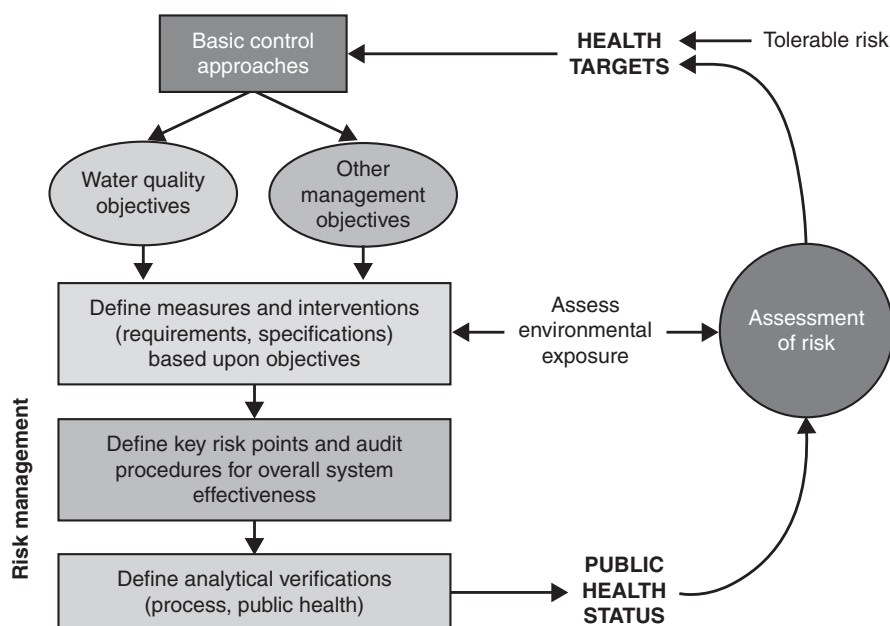 Basic control
approaches
HEALTH
TARGETS
Tolerable risk
Water quality
objectives
Other
management
objectives
Define measures and interventions
(requirements, specifications)
based upon objectives
Assess
environmental
exposure
Assessment
of risk
Define key risk points and audit
procedures for overall system
effectiveness
Risk management
Define analytical verifications
(process, public health)
PUBLIC
HEALTH
STATUS